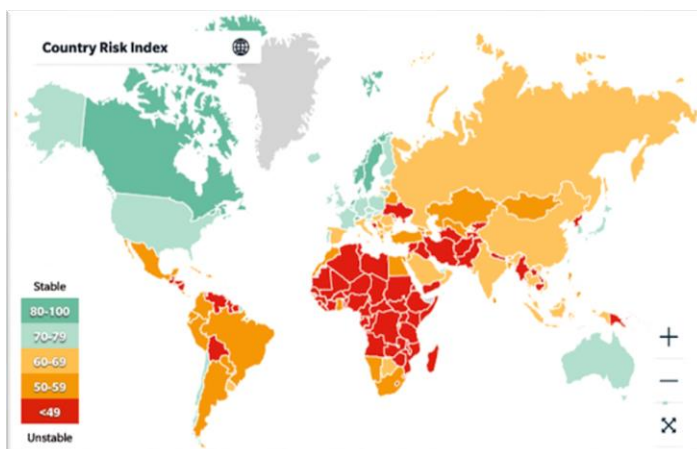 Country Risk Index
Stable
80-100
70-79
60-69
50-59
<49
Unstable